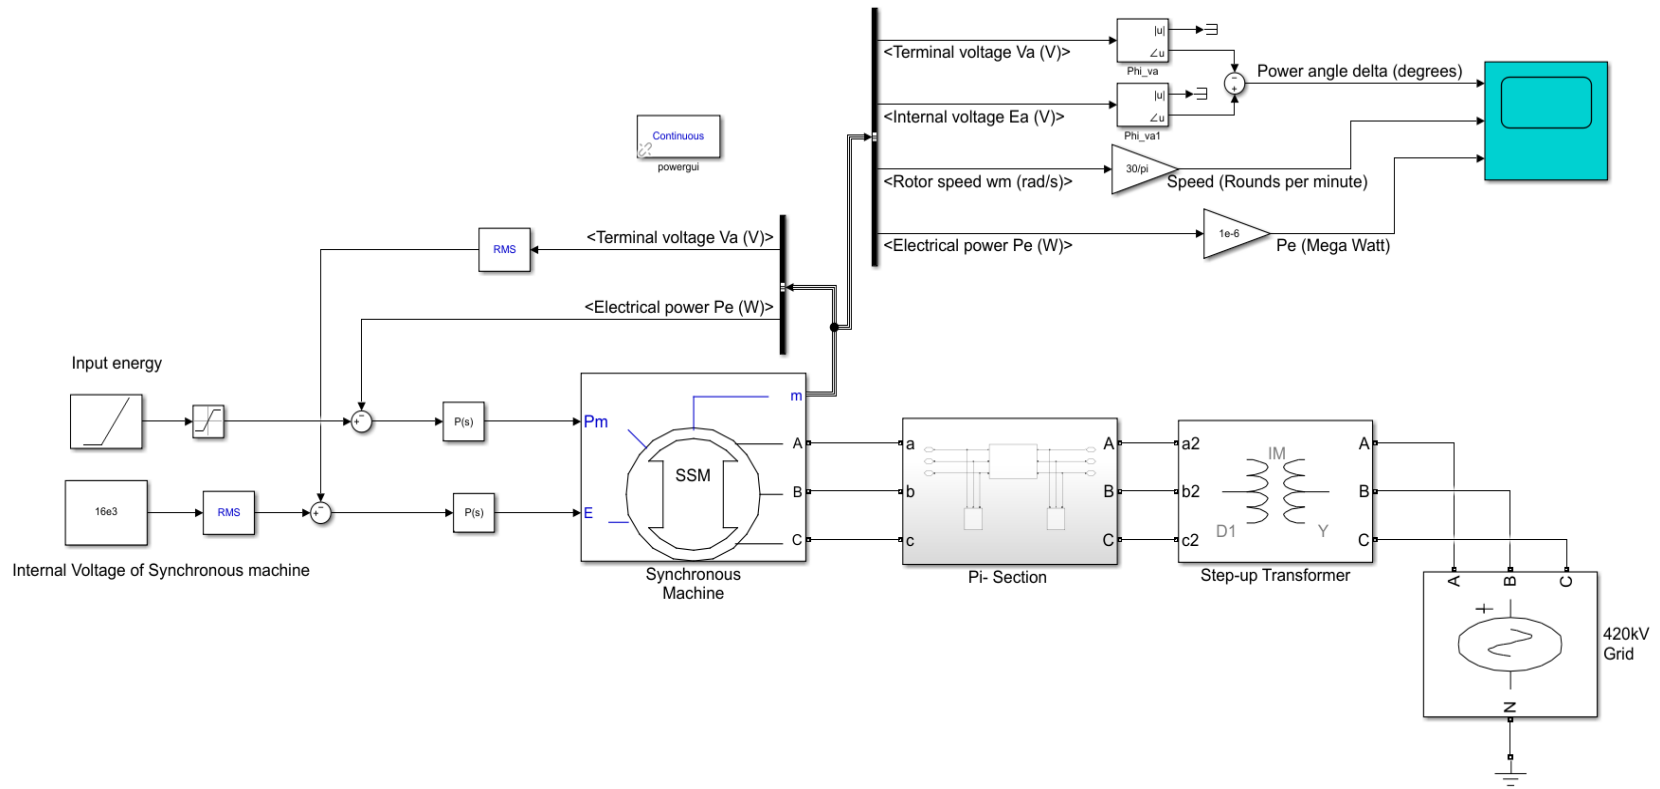 <Terminal voltage Va (V)>
|u|
∠u
Phi_va
Power angle delta (degrees)
−
+
<Internal voltage Ea (V)>
|u|
∠u
Phi_va1
Continuous
powergui
<Rotor speed wm (rad/s)>
30/pi
Speed (Rounds per minute)
<Terminal voltage Va (V)>
RMS
<Electrical power Pe (W)>
1e-6
Pe (Mega Watt)
<Electrical power Pe (W)>
Input energy
+
−
P(s)
Pm
m
SSM
A
B
C
E
16e3
RMS
+
−
P(s)
Internal Voltage of Synchronous machine
Synchronous
Machine
a
b
c
A
B
C
Pi- Section
a2
b2
c2
IM
D1
Y
A
B
C
Step-up Transformer
A
B
C
+
N
420kV
Grid